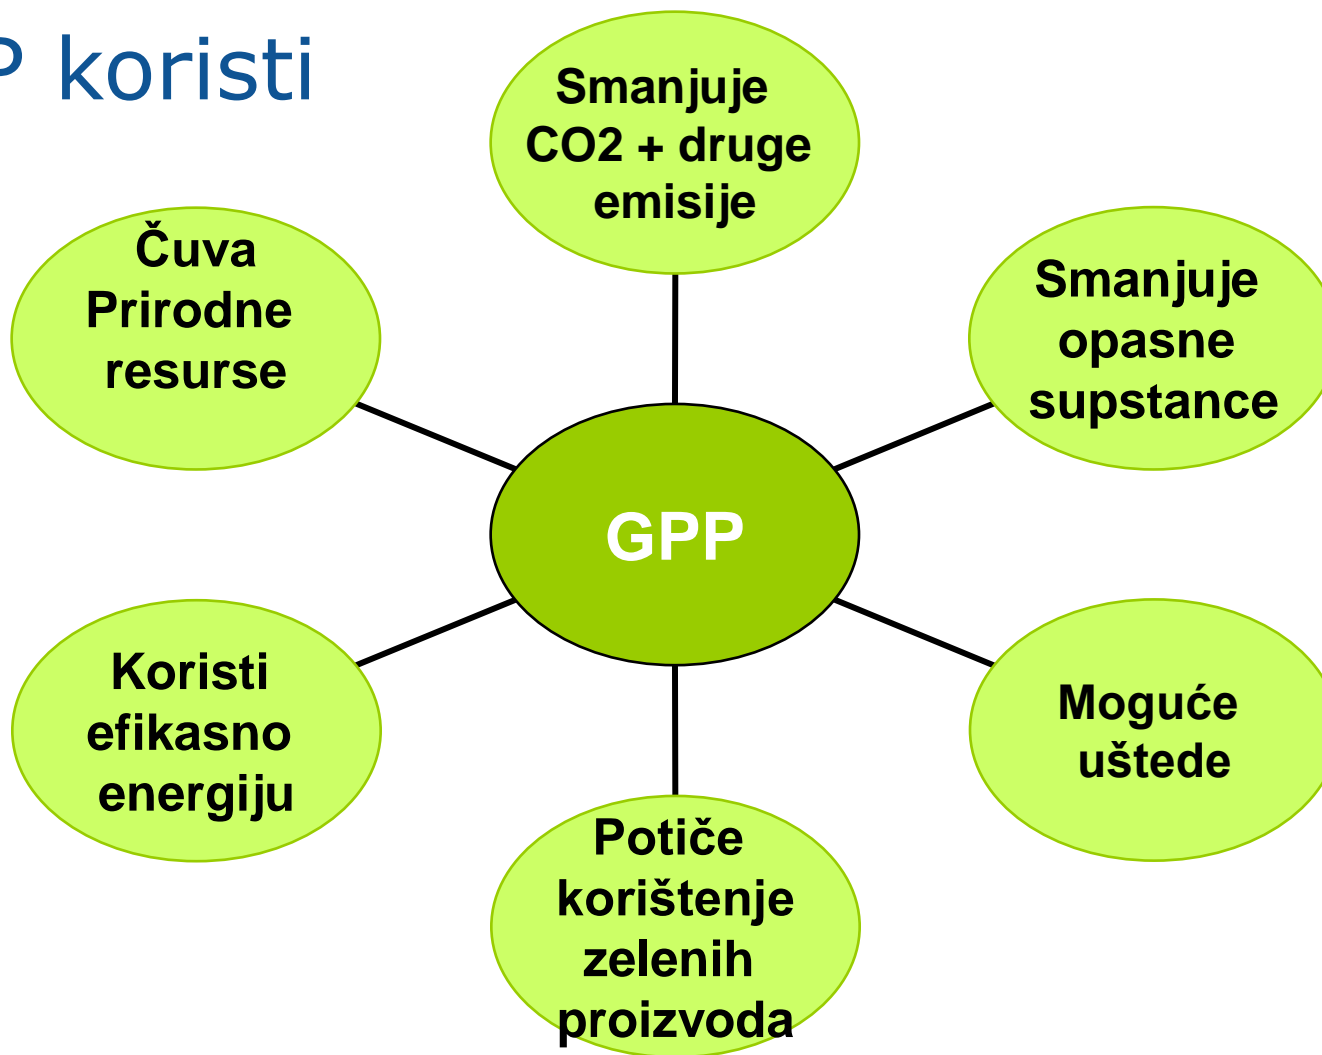 P koristi
Smanjuje
CO2 + druge
emisije
Čuva
Prirodne
resurse
Smanjuje
opasne
supstance
GPP
Koristi
efikasno
energiju
Moguće
uštede
Potiče
korištenje
zelenih
proizvoda